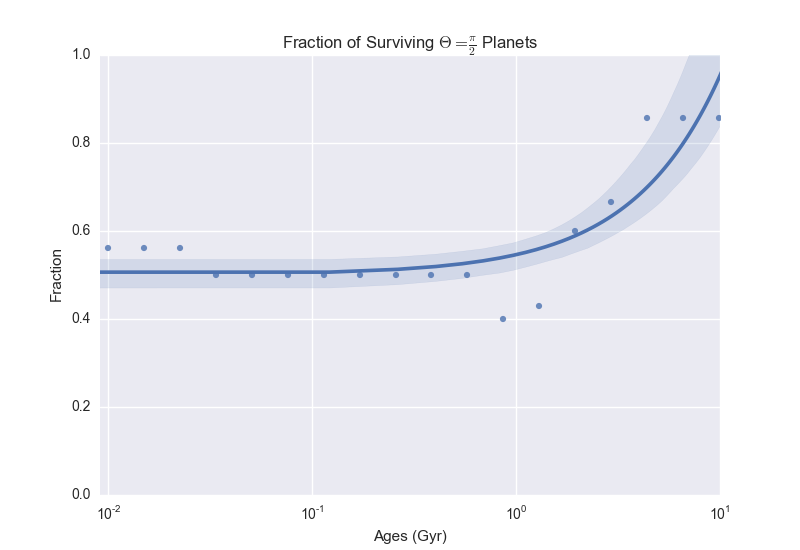 Fraction of Surviving Θ = π/2 Planets
1.0
0.8
0.6
0.4
0.2
0.0
Fraction
10⁻² 10⁻¹ 10⁰ 10¹
Ages (Gyr)